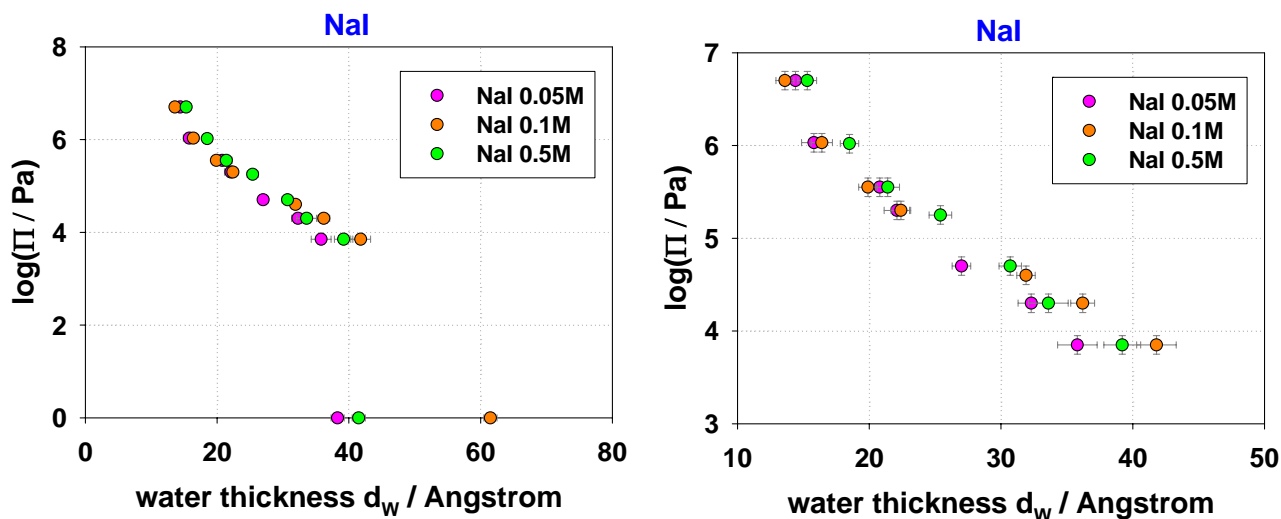 NaI
8
6
4
2
0
0 20 40 60 80
log(Π / Pa)
water thickness dw / Angstrom
NaI 0.05M
NaI 0.1M
NaI 0.5M
NaI
7
6
5
4
3
10 20 30 40 50
log(Π / Pa)
water thickness dw / Angstrom
NaI 0.05M
NaI 0.1M
NaI 0.5M